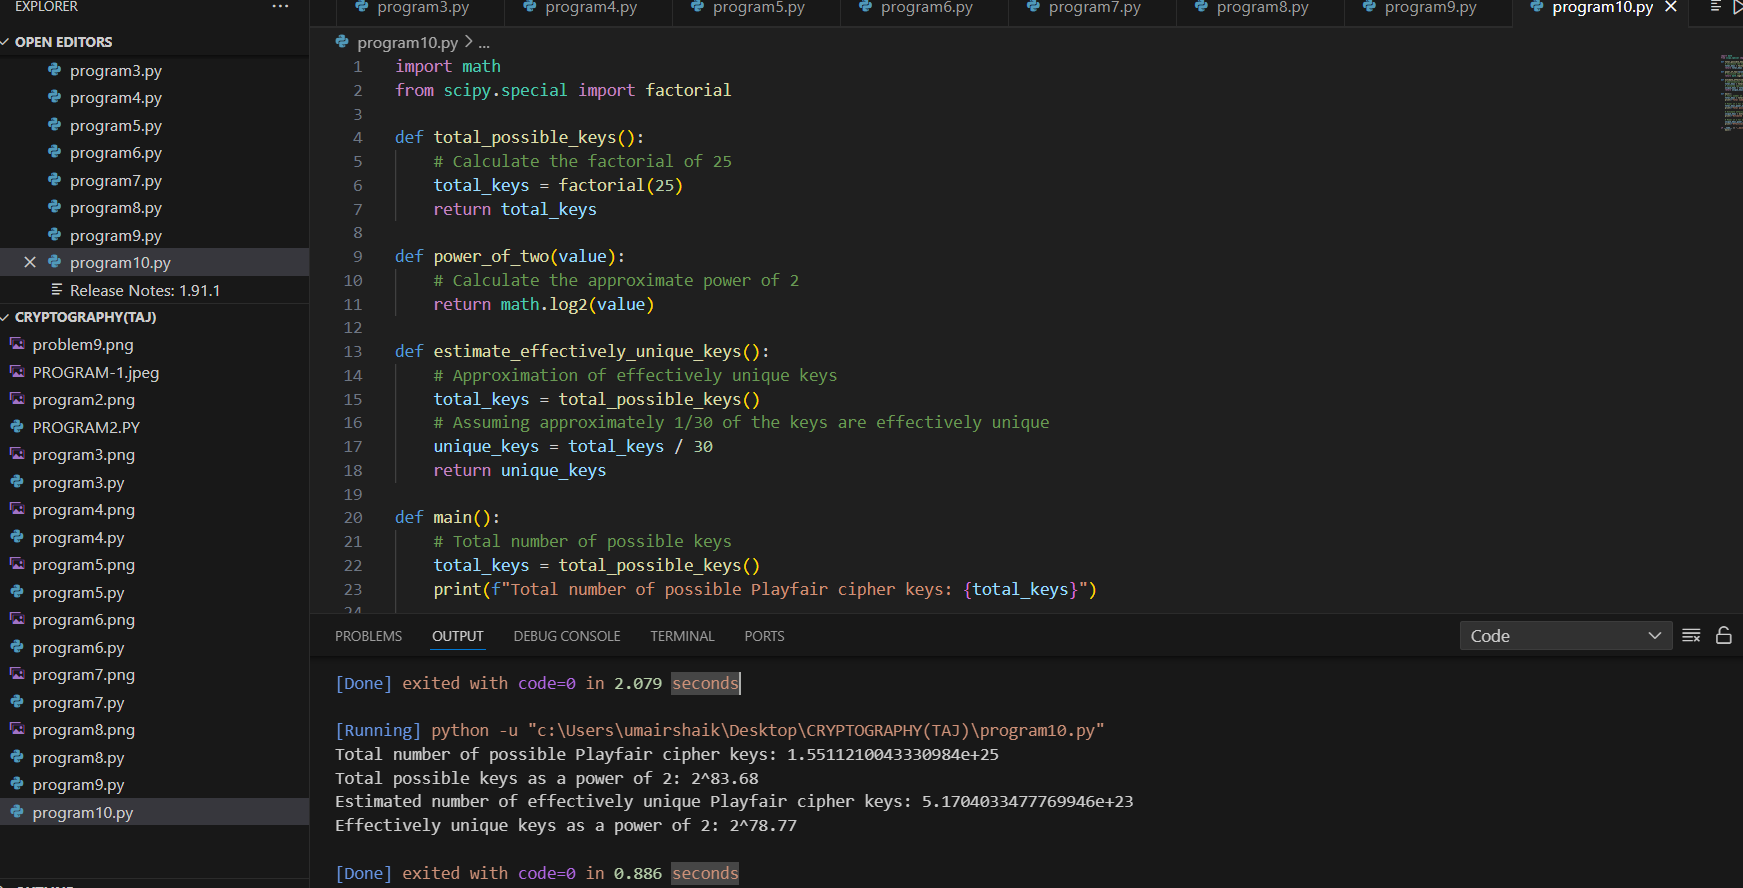 EXPLORER
OPEN EDITORS
program3.py
program4.py
program5.py
program6.py
program7.py
program8.py
program9.py
program10.py
Release Notes: 1.91.1
CRYPTOGRAPHY(TAJ)
problem9.png
PROGRAM-1.jpeg
program2.png
PROGRAM2.PY
program3.png
program3.py
program4.png
program4.py
program5.png
program5.py
program6.png
program6.py
program7.png
program7.py
program8.png
program8.py
program9.py
program10.py
program3.py program4.py program5.py program6.py program7.py program8.py program9.py program10.py
program10.py > ...
1 import math
2 from scipy.special import factorial
3
4 def total_possible_keys():
5     # Calculate the factorial of 25
6     total_keys = factorial(25)
7     return total_keys
8
9 def power_of_two(value):
10     # Calculate the approximate power of 2
11     return math.log2(value)
12
13 def estimate_effectively_unique_keys():
14     # Approximation of effectively unique keys
15     total_keys = total_possible_keys()
16     # Assuming approximately 1/30 of the keys are effectively unique
17     unique_keys = total_keys / 30
18     return unique_keys
19
20 def main():
21     # Total number of possible keys
22     total_keys = total_possible_keys()
23     print(f"Total number of possible Playfair cipher keys: {total_keys}")
24
PROBLEMS OUTPUT DEBUG CONSOLE TERMINAL PORTS
Code
[Done] exited with code=0 in 2.079 seconds
[Running] python -u "c:\Users\umairshaik\Desktop\CRYPTOGRAPHY(TAJ)\program10.py"
Total number of possible Playfair cipher keys: 1.5511210043330984e+25
Total possible keys as a power of 2: 2^83.68
Estimated number of effectively unique Playfair cipher keys: 5.1704033477769946e+23
Effectively unique keys as a power of 2: 2^78.77
[Done] exited with code=0 in 0.886 seconds